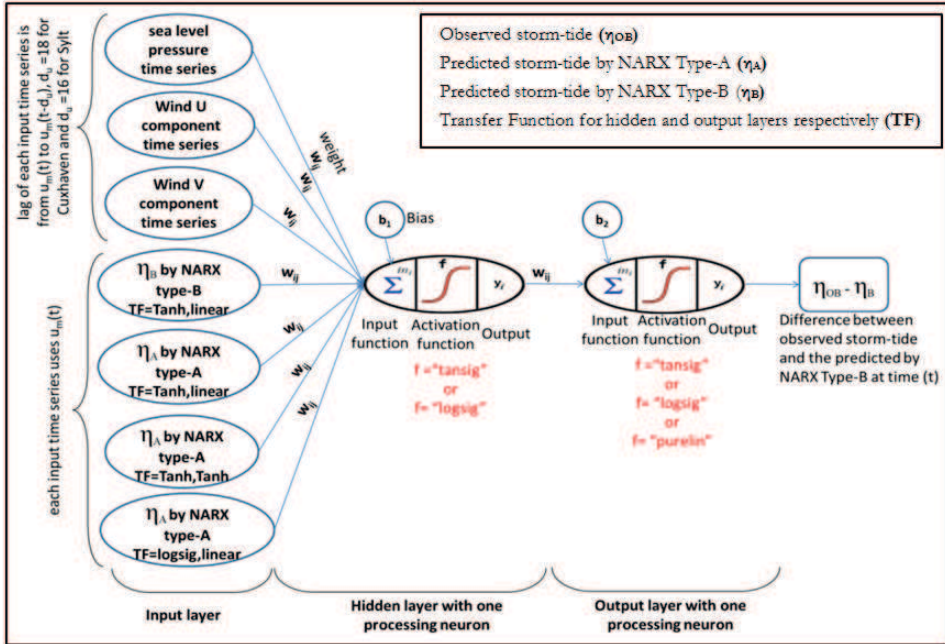 Observed storm-tide (ηOB)
Predicted storm-tide by NARX Type-A (ηA)
Predicted storm-tide by NARX Type-B (ηB)
Transfer Function for hidden and output layers respectively (TF)
lag of each input time series is
from um(t) to um(t-du), du =18 for
Cuxhaven and du =16 for Sylt
sea level
pressure
time series
Wind U
component
time series
Wind V
component
time series
each input time series uses um(t)
ηB by NARX
type-B
TF=Tanh,linear
ηA by NARX
type-A
TF=Tanh,linear
ηA by NARX
type-A
TF=Tanh,Tanh
ηA by NARX
type-A
TF=logsig,linear
weight
wij
wij
wij
wij
wij
wij
wij
b1
Bias
Σ
ini
f
yi
Input
function
Activation
function
Output
f ="tansig"
or
f= "logsig"
wij
b2
Σ
ini
f
yi
Input
function
Activation
function
Output
f ="tansig"
or
f= "logsig"
or
f= "purelin"
ηOB - ηB
Difference between
observed storm-tide
and the predicted by
NARX Type-B at time (t)
Input layer
Hidden layer with one
processing neuron
Output layer with one
processing neuron